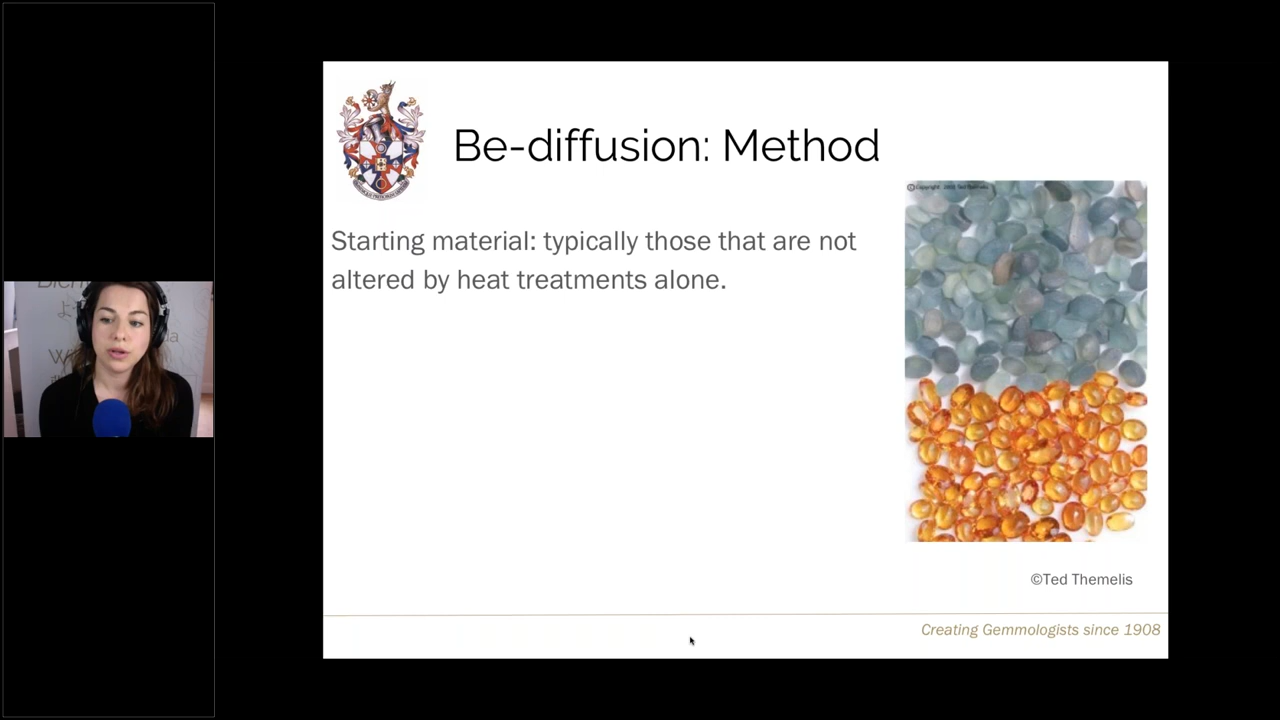 Be-diffusion: Method
Starting material: typically those that are not
altered by heat treatments alone.
©Ted Themelis
Creating Gemmologists since 1908